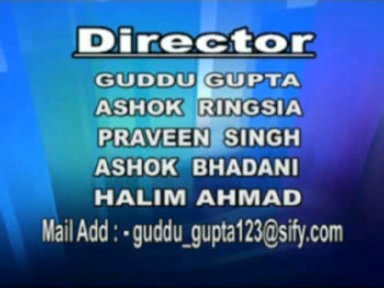 Director
GUDDU GUPTA
ASHOK RINGSIA
PRAVEEN SINGH
ASHOK BHADANI
HALIM AHMAD
Mail Add : - guddu_gupta123@sify.com